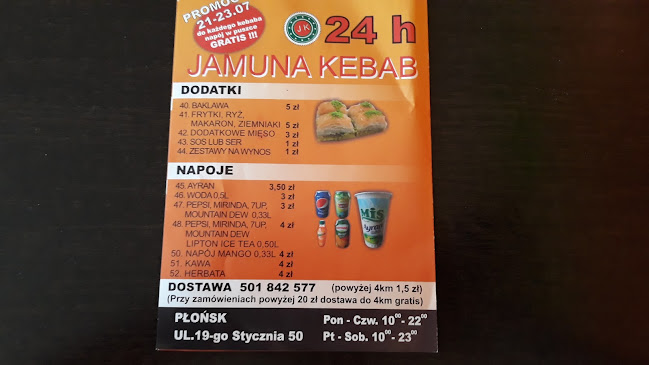 PROMOC
21-23.07
do każdego kebaba
napój w puszce
GRATIS !!!
JK
24 h
JAMUNA KEBAB
DODATKI
40. BAKLAWA 5 zł
41. FRYTKI, RYŻ,
MAKARON, ZIEMNIAKI 5 zł
42. DODATKOWE MIĘSO 3 zł
43. SOS LUB SER 1 zł
44. ZESTAWY NA WYNOS 1 zł
NAPOJE
45. AYRAN 3,50 zł
46. WODA 0,5L 3 zł
47. PEPSI, MIRINDA, 7UP, 3 zł
MOUNTAIN DEW 0,33L
48. PEPSI, MIRINDA, 7UP, 4 zł
MOUNTAIN DEW
LIPTON ICE TEA 0,50L
50. NAPÓJ MANGO 0,33L 4 zł
51. KAWA 4 zł
52. HERBATA 4 zł
MIS
Ayran
DOSTAWA 501 842 577 (powyżej 4km 1,5 zł)
(Przy zamówieniach powyżej 20 zł dostawa do 4km gratis)
PŁOŃSK Pon - Czw. 10⁰⁰ - 22⁰⁰
UL.19-go Stycznia 50 Pt - Sob. 10⁰⁰ - 23⁰⁰